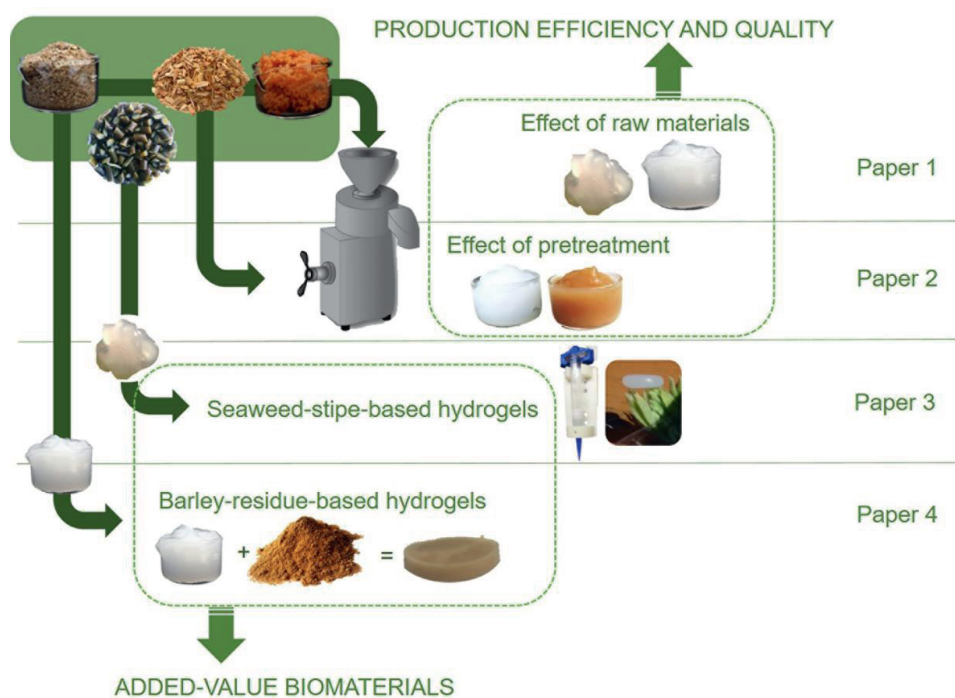 PRODUCTION EFFICIENCY AND QUALITY
Effect of raw materials
Paper 1
Effect of pretreatment
Paper 2
Seaweed-stipe-based hydrogels
Paper 3
Barley-residue-based hydrogels
Paper 4
+
=
ADDED-VALUE BIOMATERIALS